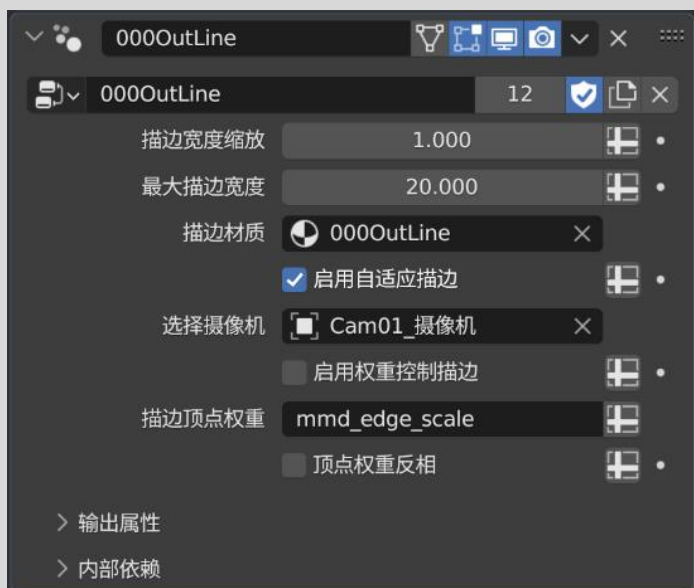 000OutLine
000OutLine 12
描边宽度缩放 1.000
最大描边宽度 20.000
描边材质 000OutLine
启用自适应描边
选择摄像机 Cam01_摄像机
启用权重控制描边
描边顶点权重 mmd_edge_scale
顶点权重反相
输出属性
内部依赖